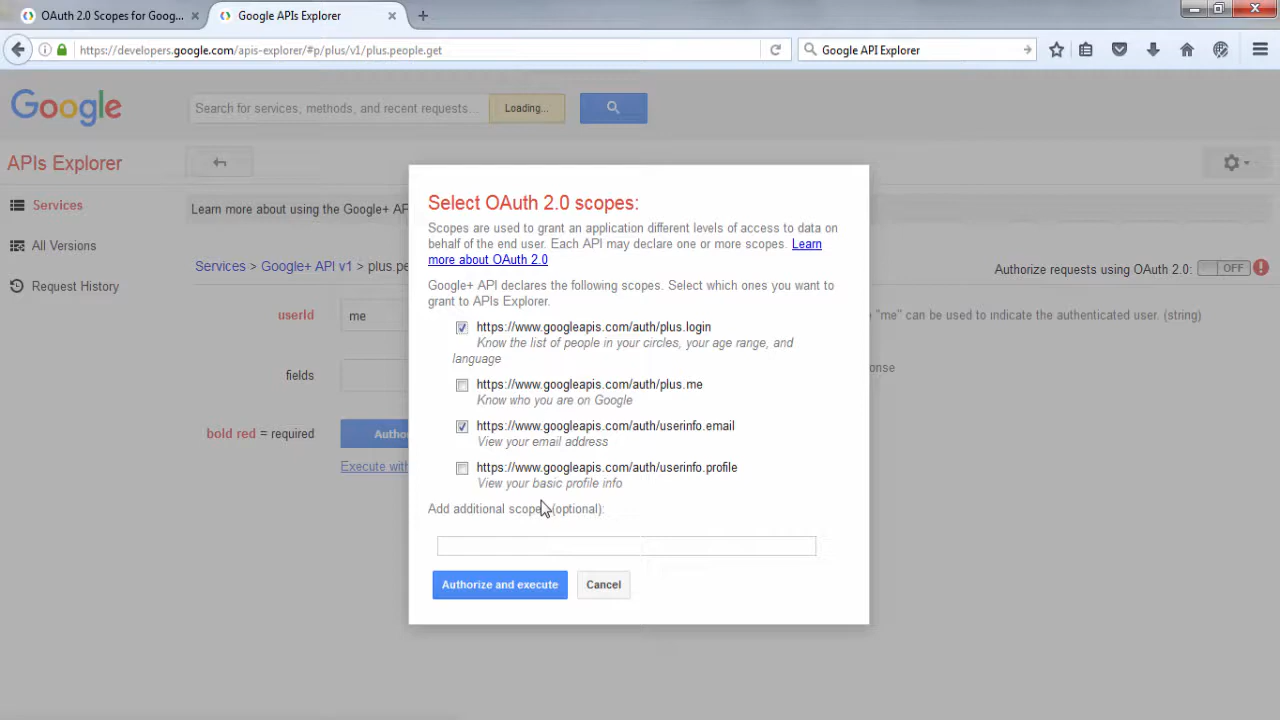 OAuth 2.0 Scopes for Goog...
Google APIs Explorer
https://developers.google.com/apis-explorer/#p/plus/v1/plus.people.get
Google API Explorer
Google
Search for services, methods, and recent requests...
Loading...
APIs Explorer
Services
All Versions
Request History
Learn more about using the Google+ AP
Services > Google+ API v1 > plus.pe
Authorize requests using OAuth 2.0:
OFF
userId
me
"me" can be used to indicate the authenticated user. (string)
fields
bold red = required
Autho
Execute with
Select OAuth 2.0 scopes:
Scopes are used to grant an application different levels of access to data on
behalf of the end user. Each API may declare one or more scopes. Learn
more about OAuth 2.0
Google+ API declares the following scopes. Select which ones you want to
grant to APIs Explorer.
https://www.googleapis.com/auth/plus.login
Know the list of people in your circles, your age range, and
language
https://www.googleapis.com/auth/plus.me
Know who you are on Google
https://www.googleapis.com/auth/userinfo.email
View your email address
https://www.googleapis.com/auth/userinfo.profile
View your basic profile info
Add additional scopes (optional):
Authorize and execute
Cancel